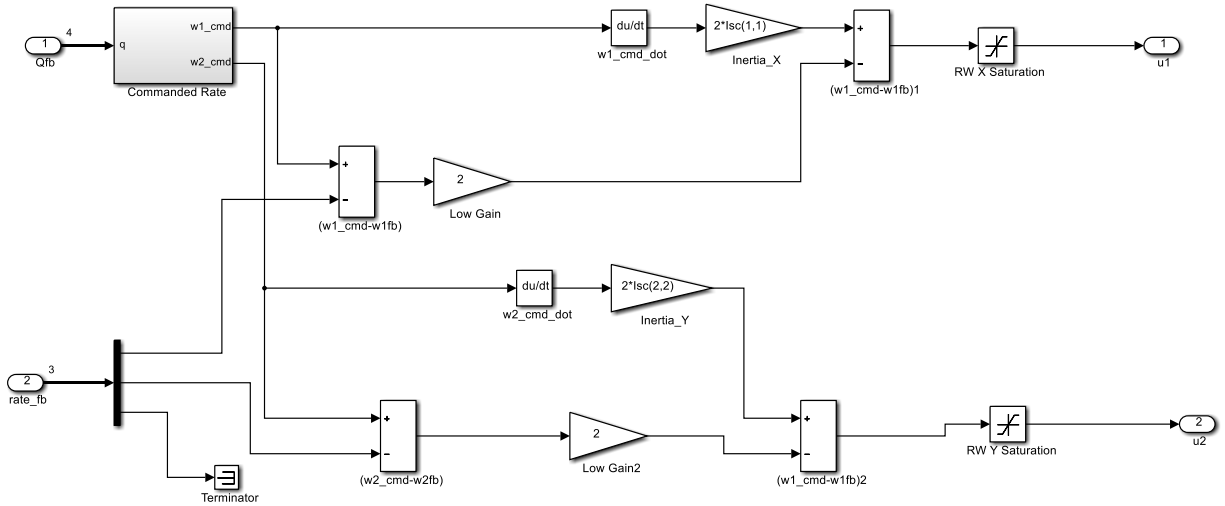 4
1
Qfb
q
w1_cmd
w2_cmd
Commanded Rate
du/dt
w1_cmd_dot
2*Isc(1,1)
Inertia_X
+
-
(w1_cmd-w1fb)1
RW X Saturation
1
u1
+
-
(w1_cmd-w1fb)
2
Low Gain
du/dt
w2_cmd_dot
2*Isc(2,2)
Inertia_Y
3
2
rate_fb
Terminator
+
-
(w2_cmd-w2fb)
2
Low Gain2
+
-
(w1_cmd-w1fb)2
RW Y Saturation
2
u2